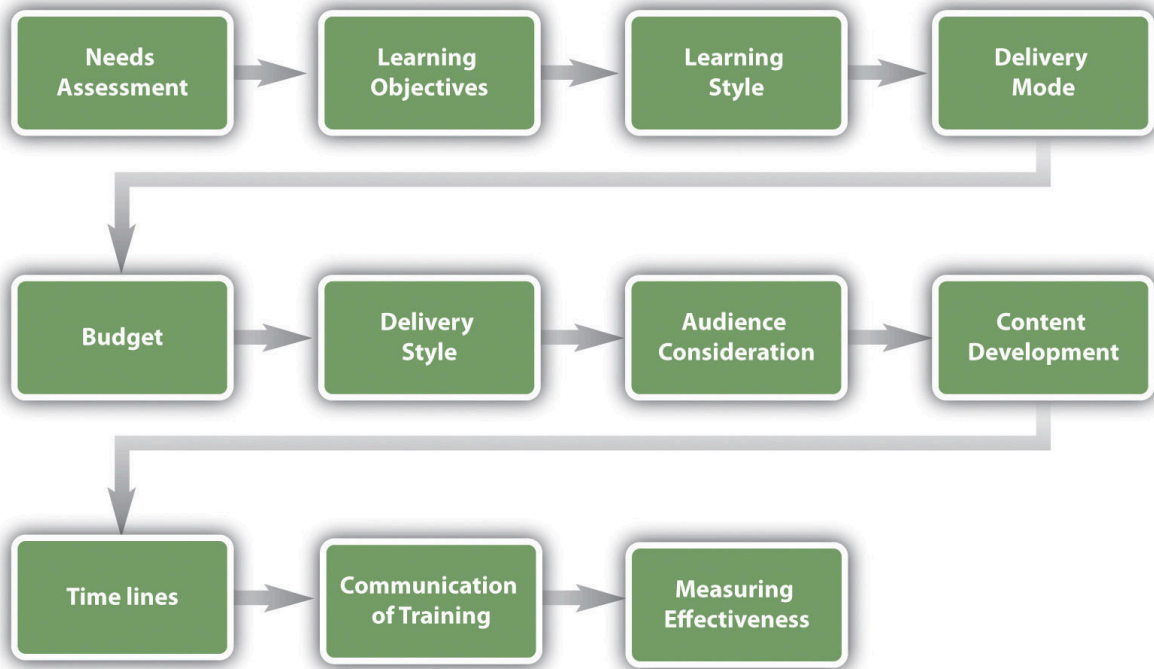 Needs
Assessment
Learning
Objectives
Learning
Style
Delivery
Mode
Budget
Delivery
Style
Audience
Consideration
Content
Development
Time lines
Communication
of Training
Measuring
Effectiveness